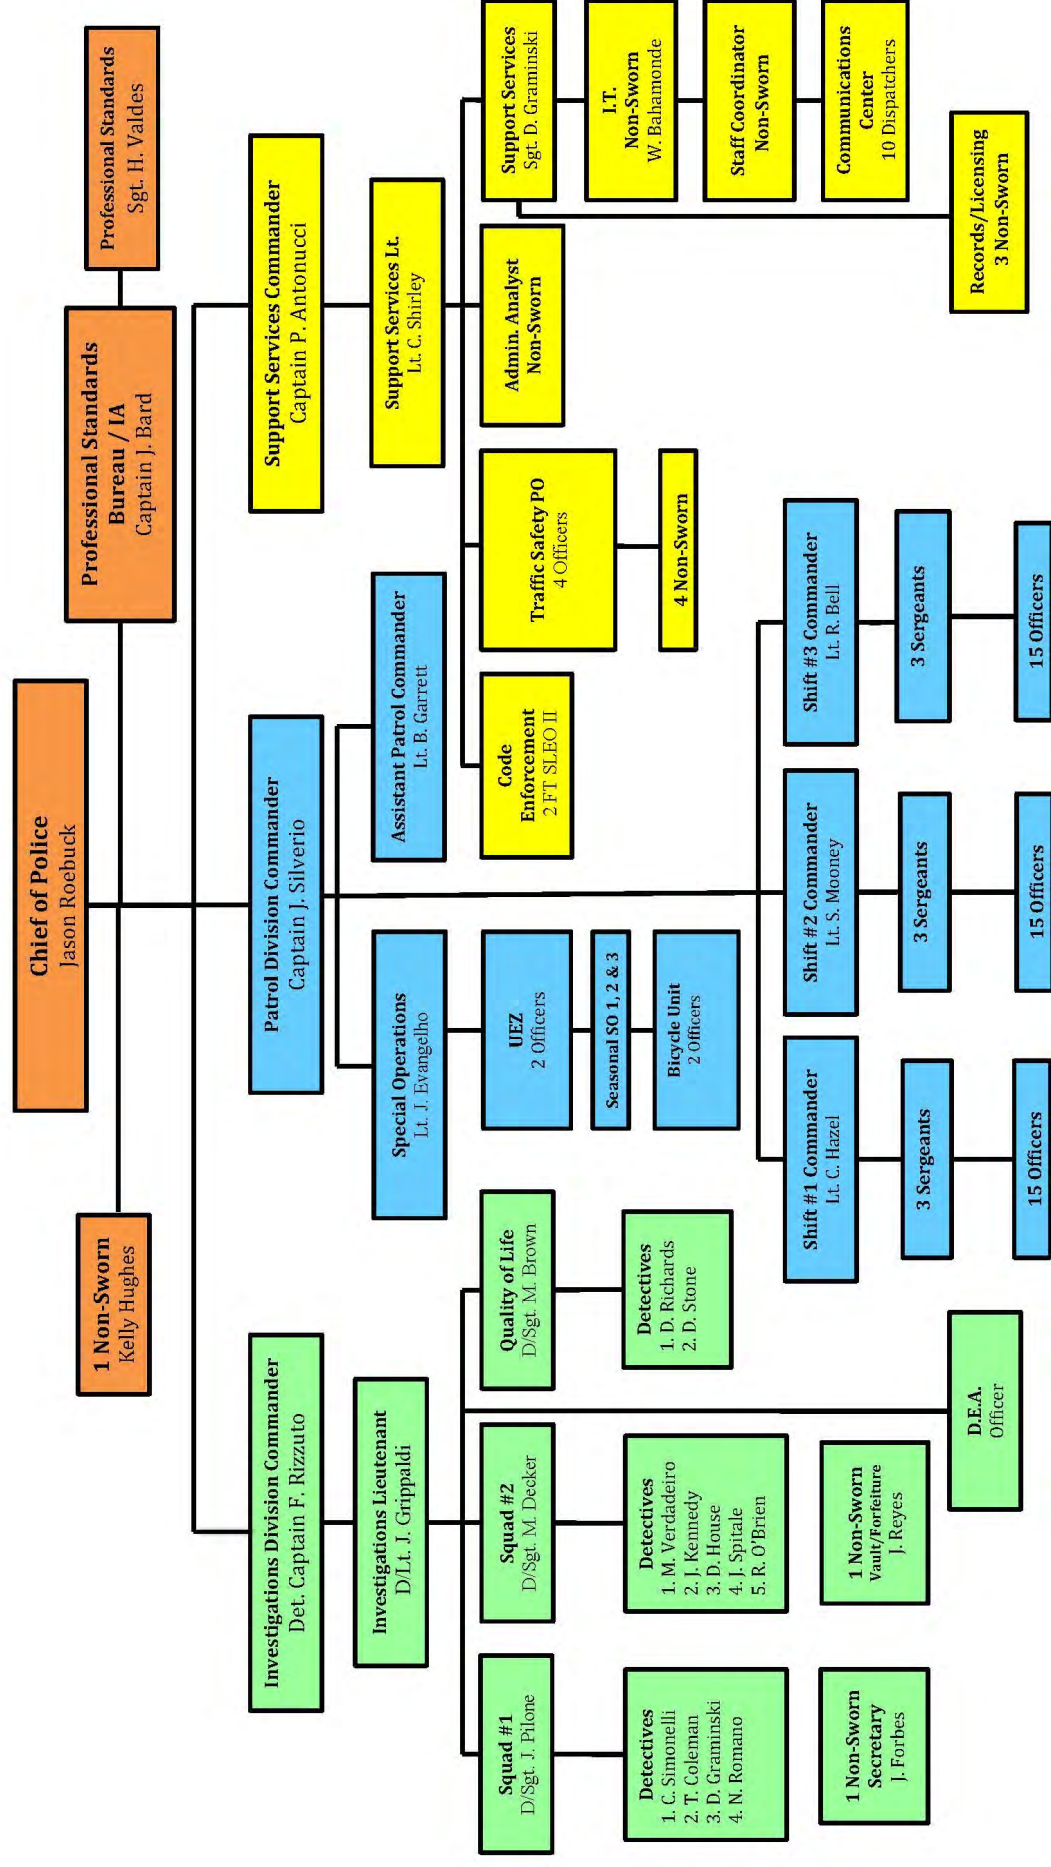 Chief of Police
Jason Roebuck
1 Non-Sworn
Kelly Hughes
Professional Standards
Bureau / IA
Captain J. Bard
Professional Standards
Sgt. H. Valdes
Investigations Division Commander
Det. Captain F. Rizzuto
Patrol Division Commander
Captain J. Silverio
Support Services Commander
Captain P. Antonucci
Investigations Lieutenant
D/Lt. J. Grippaldi
Special Operations
Lt. J. Evangelho
Assistant Patrol Commander
Lt. B. Garrett
Support Services Lt.
Lt. C. Shirley
Squad #1
D/Sgt. J. Pilone
Squad #2
D/Sgt. M. Decker
Quality of Life
D/Sgt. M. Brown
UEZ
2 Officers
Code
Enforcement
2 FT SLEO II
Traffic Safety PO
4 Officers
Admin. Analyst
Non-Sworn
Support Services
Sgt. D. Graminski
Seasonal SO 1, 2 & 3
I.T.
Non-Sworn
W. Bahamonde
Detectives
1. C. Simonelli
2. T. Coleman
3. D. Graminski
4. N. Romano
Detectives
1. M. Verdadeiro
2. J. Kennedy
3. D. House
4. J. Spitale
5. R. O'Brien
Detectives
1. D. Richards
2. D. Stone
Bicycle Unit
2 Officers
4 Non-Sworn
Staff Coordinator
Non-Sworn
Shift #1 Commander
Lt. C. Hazel
Shift #2 Commander
Lt. S. Mooney
Shift #3 Commander
Lt. R. Bell
1 Non-Sworn
Secretary
J. Forbes
1 Non-Sworn
Vault/Forfeiture
J. Reyes
Communications
Center
10 Dispatchers
3 Sergeants
3 Sergeants
3 Sergeants
D.E.A.
Officer
Records/Licensing
3 Non-Sworn
15 Officers
15 Officers
15 Officers